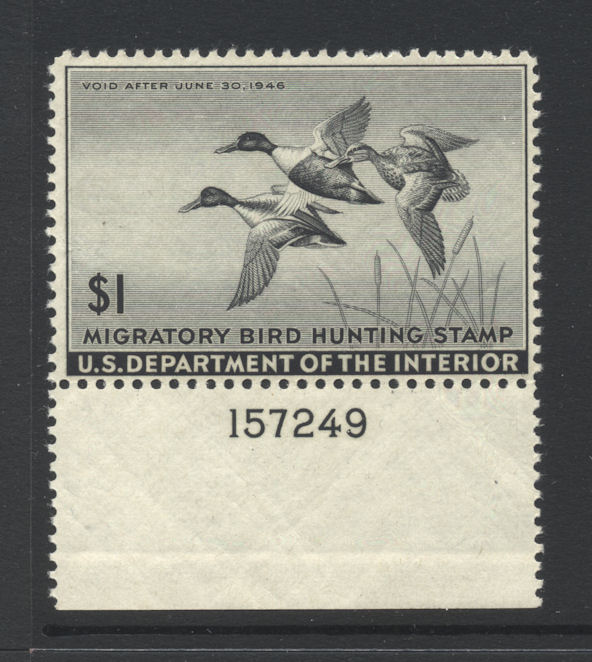 VOID AFTER JUNE 30, 1946
$1
MIGRATORY BIRD HUNTING STAMP
U.S. DEPARTMENT OF THE INTERIOR
157249